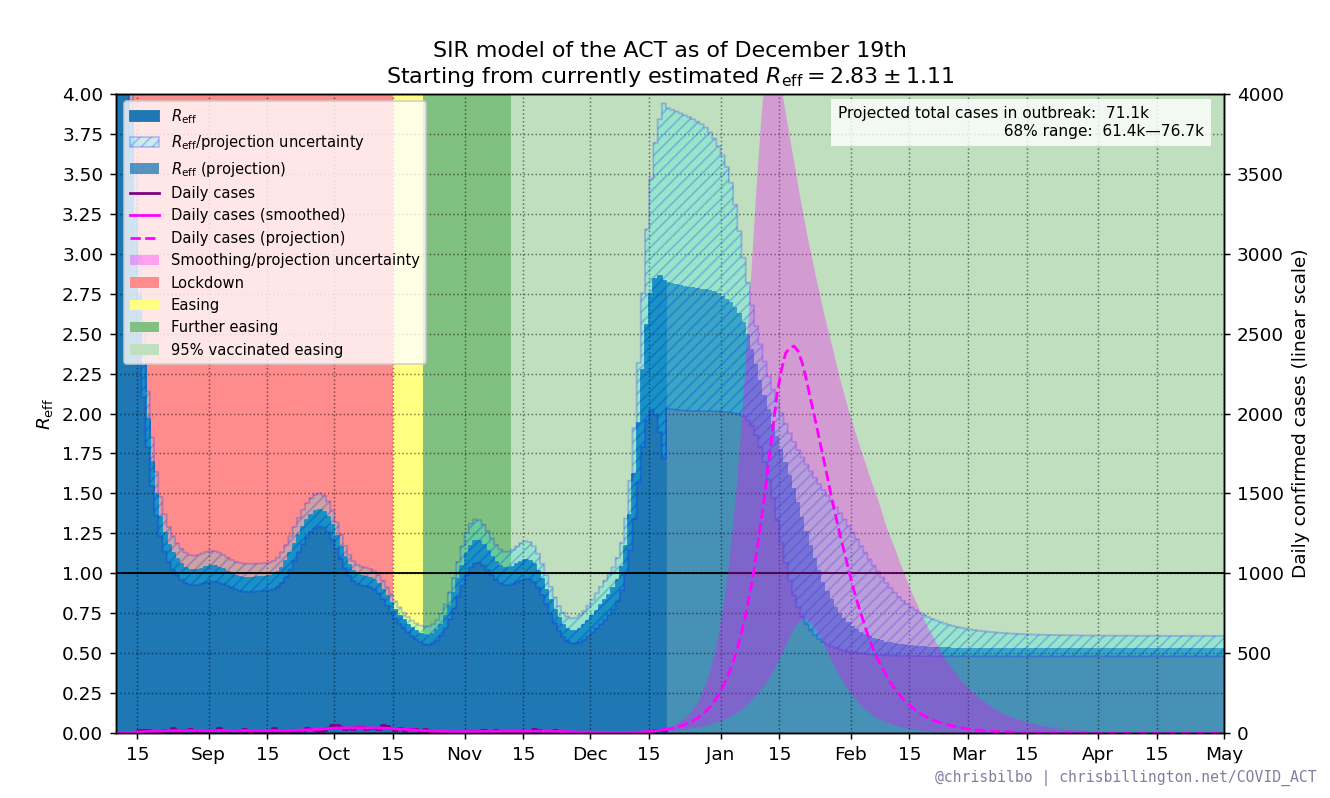 SIR model of the ACT as of December 19th
Starting from currently estimated R_eff = 2.83 ± 1.11
Projected total cases in outbreak: 71.1k
68% range: 61.4k—76.7k
R_eff
R_eff/projection uncertainty
R_eff (projection)
Daily cases
Daily cases (smoothed)
Daily cases (projection)
Smoothing/projection uncertainty
Lockdown
Easing
Further easing
95% vaccinated easing
R_eff
4.00
3.75
3.50
3.25
3.00
2.75
2.50
2.25
2.00
1.75
1.50
1.25
1.00
0.75
0.50
0.25
0.00
4000
3500
3000
2500
2000
1500
1000
500
0
Daily confirmed cases (linear scale)
15 Sep 15 Oct 15 Nov 15 Dec 15 Jan 15 Feb 15 Mar 15 Apr 15 May
@chrisbilbo | chrisbillington.net/COVID_ACT